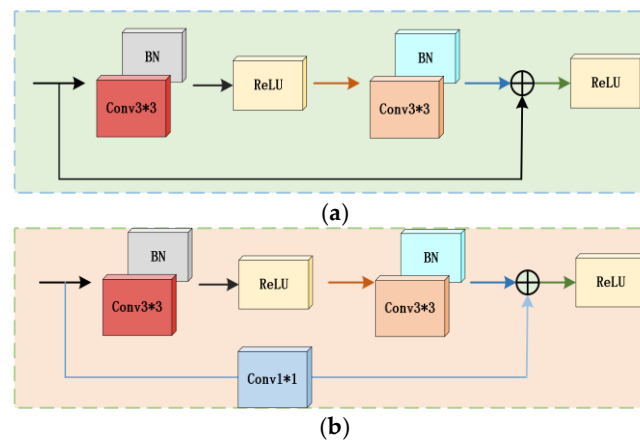 BN
Conv3*3
ReLU
BN
Conv3*3
ReLU
(a)
BN
Conv3*3
ReLU
BN
Conv3*3
ReLU
Conv1*1
(b)